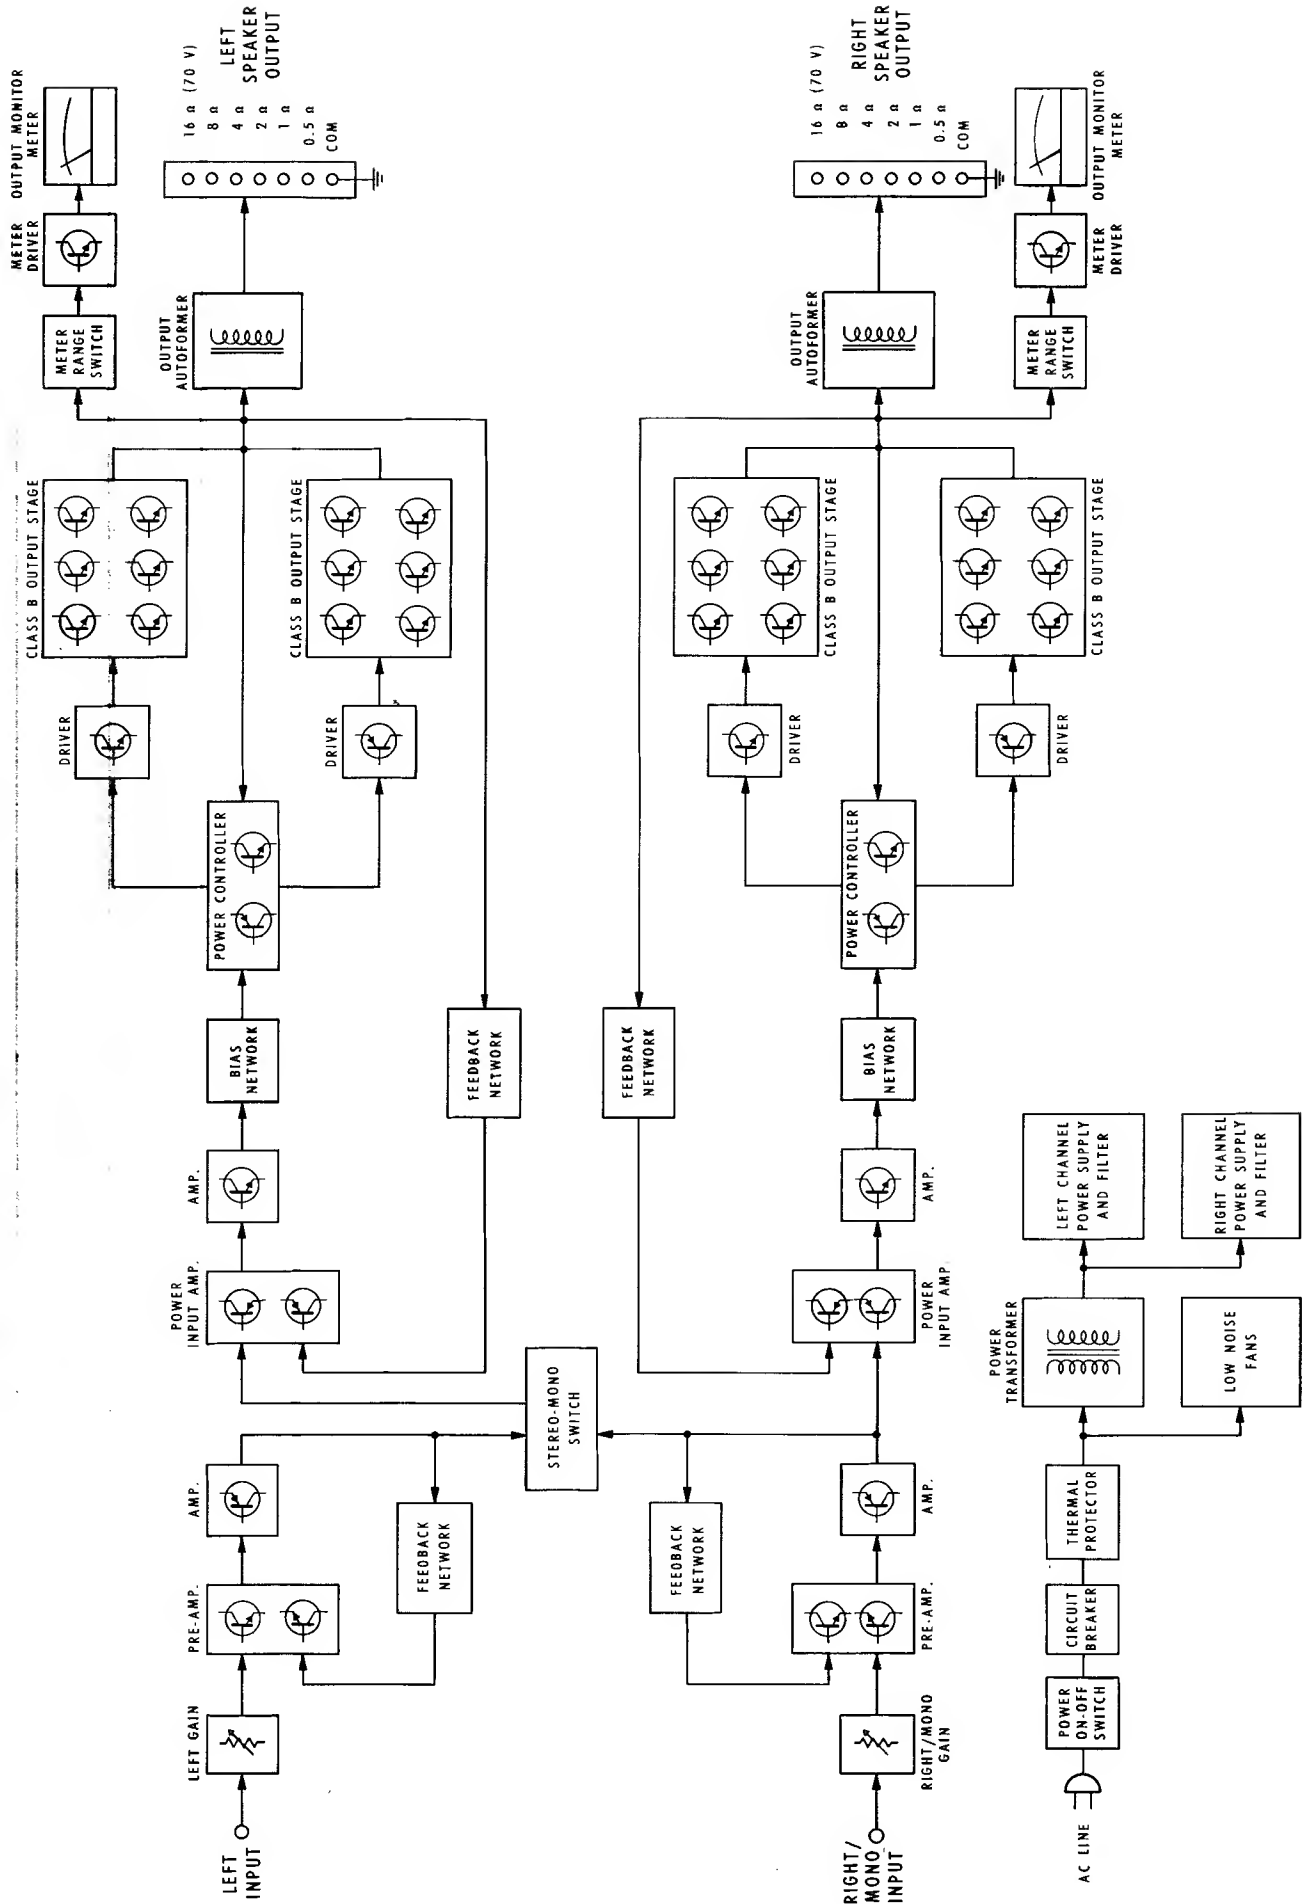 LEFT
INPUT
LEFT GAIN
PRE-AMP.
AMP.
FEEDBACK
NETWORK
POWER
INPUT AMP.
AMP.
BIAS
NETWORK
FEEDBACK
NETWORK
POWER CONTROLLER
DRIVER
DRIVER
CLASS B OUTPUT STAGE
CLASS B OUTPUT STAGE
METER
RANGE
SWITCH
METER
DRIVER
OUTPUT MONITOR
METER
OUTPUT
AUTOFORMER
16 Ω (70 V)
8 Ω
4 Ω
2 Ω
1 Ω
0.5 Ω
COM
LEFT
SPEAKER
OUTPUT
STEREO-MONO
SWITCH
RIGHT/
MONO
INPUT
RIGHT/MONO
GAIN
PRE-AMP.
AMP.
FEEDBACK
NETWORK
POWER
INPUT AMP.
AMP.
BIAS
NETWORK
FEEDBACK
NETWORK
POWER CONTROLLER
DRIVER
DRIVER
CLASS B OUTPUT STAGE
CLASS B OUTPUT STAGE
OUTPUT
AUTOFORMER
METER
RANGE
SWITCH
METER
DRIVER
OUTPUT MONITOR
METER
16 Ω (70 V)
8 Ω
4 Ω
2 Ω
1 Ω
0.5 Ω
COM
RIGHT
SPEAKER
OUTPUT
AC LINE
POWER
ON-OFF
SWITCH
CIRCUIT
BREAKER
THERMAL
PROTECTOR
POWER
TRANSFORMER
LOW NOISE
FANS
LEFT CHANNEL
POWER SUPPLY
AND FILTER
RIGHT CHANNEL
POWER SUPPLY
AND FILTER